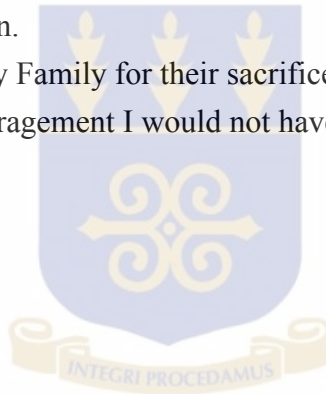 n.
y Family for their sacrifice
ragement I would not have
INTEGRI PROCEDAMUS